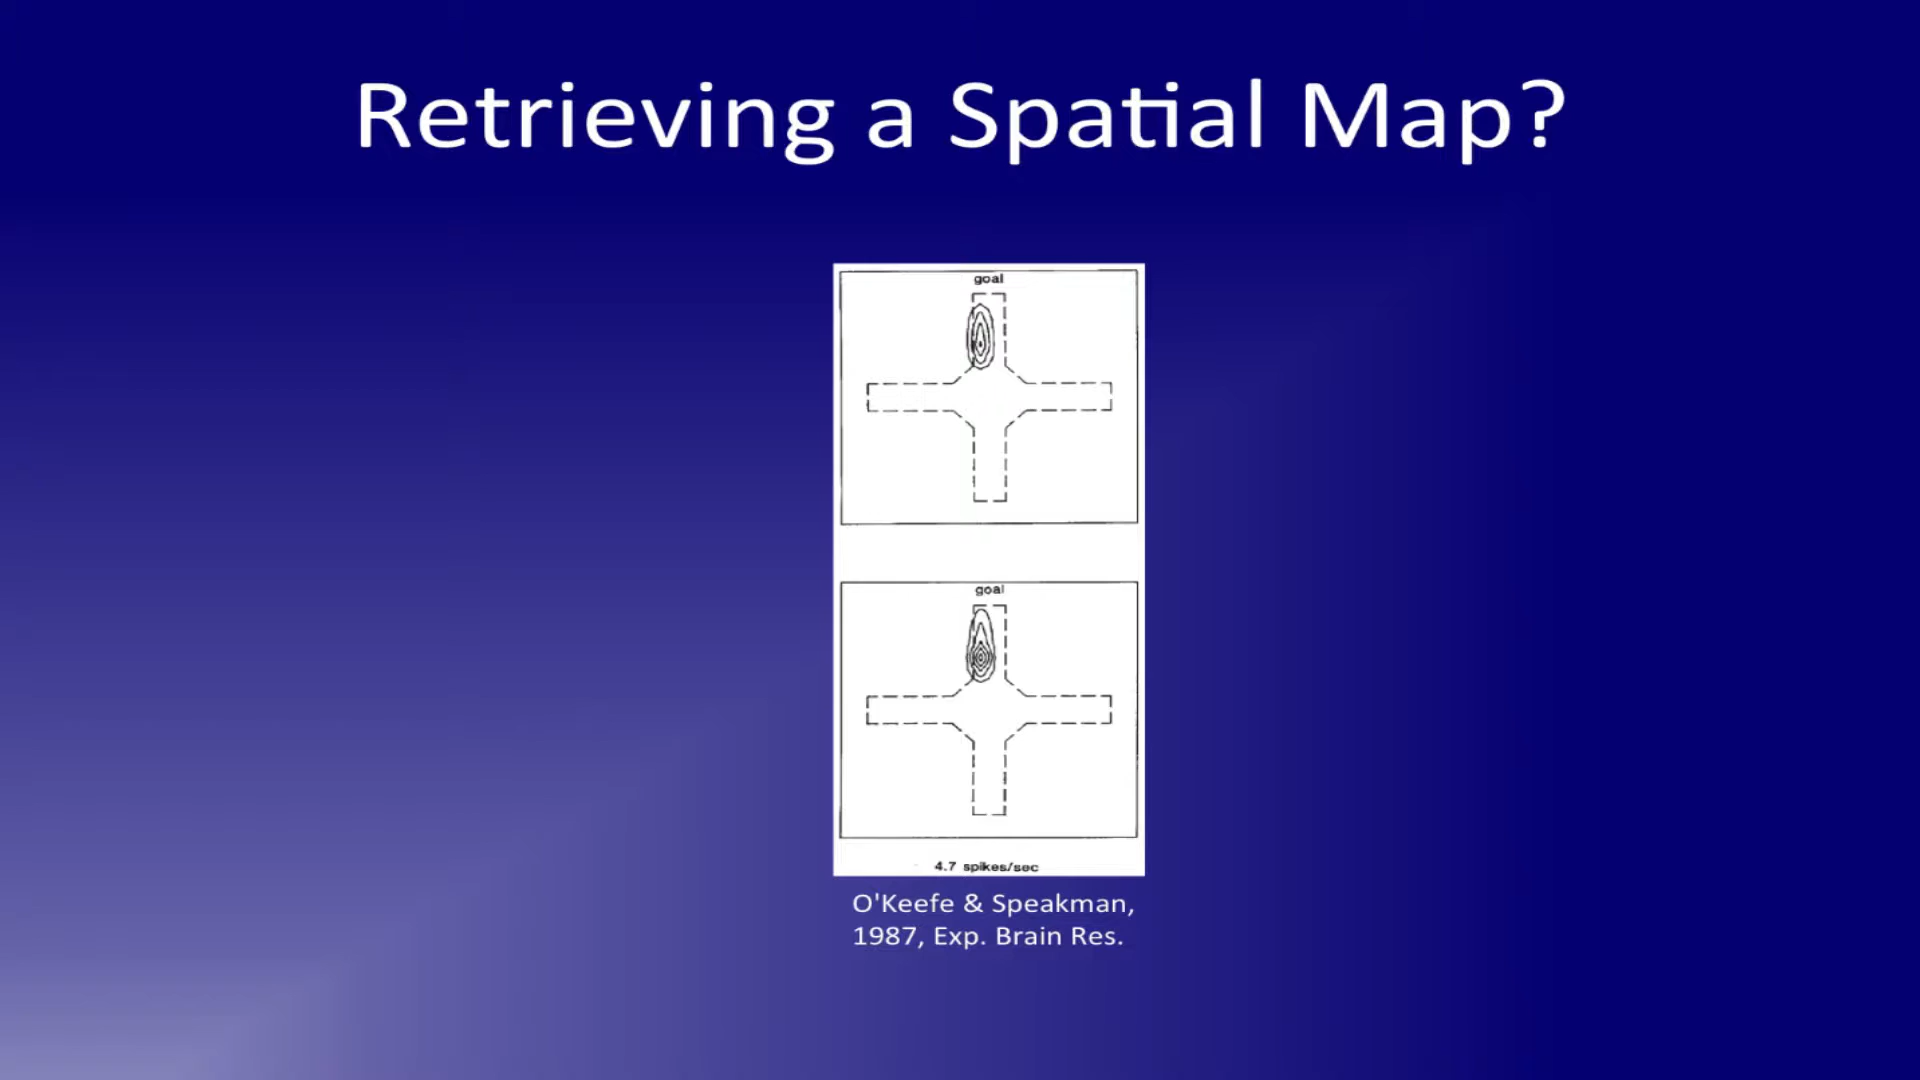 Retrieving a Spatial Map?
goal
goal
4.7 spikes/sec
O'Keefe & Speakman,
1987, Exp. Brain Res.